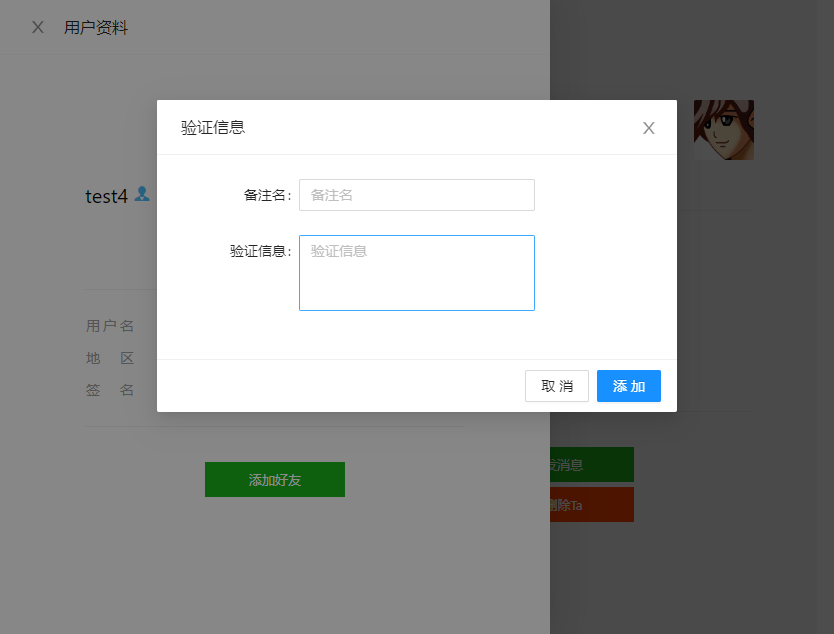 用户资料
验证信息
test4
备注名:
备注名
验证信息:
验证信息
用户名
地 区
签 名
取 消
添 加
添加好友
发消息
删除Ta